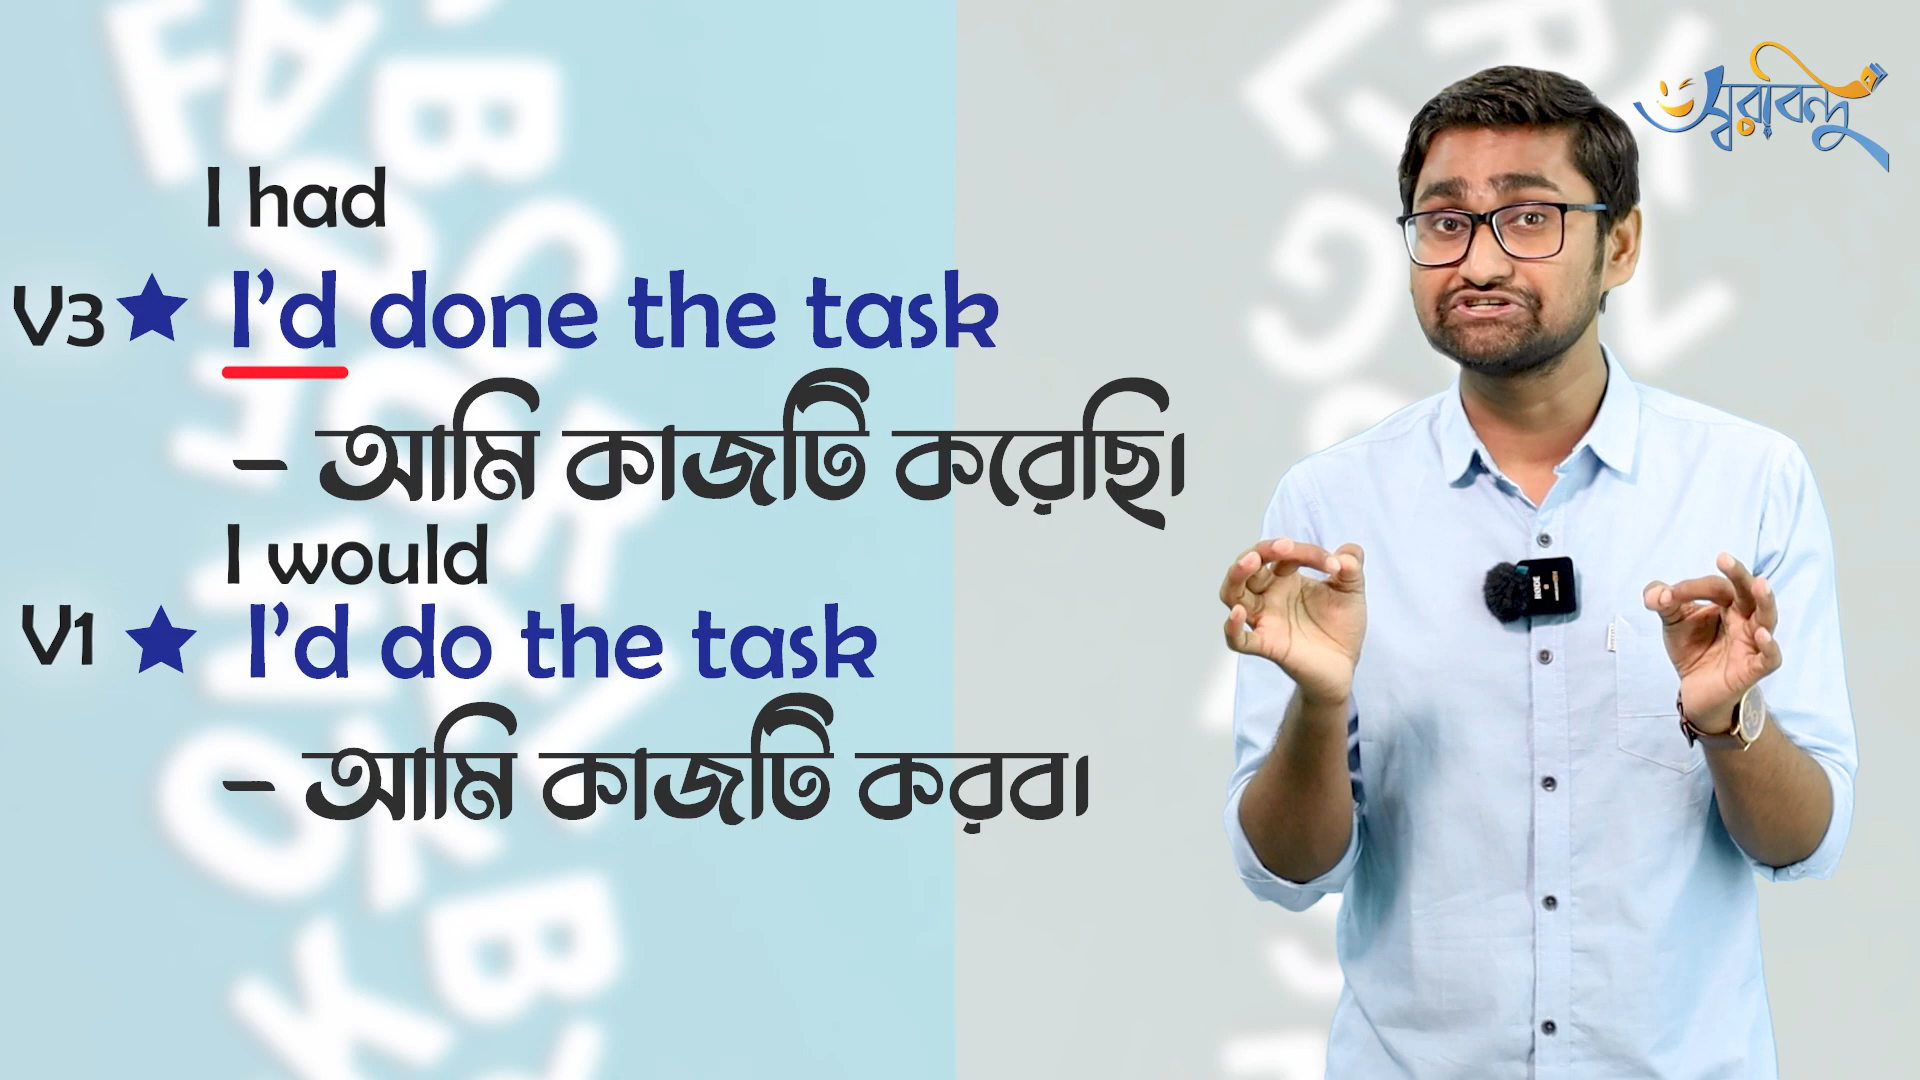 স্বরবিন্দু
I had
V3 ★ I'd done the task
– আমি কাজটি করেছি।
I would
V1 ★ I'd do the task
– আমি কাজটি করব।